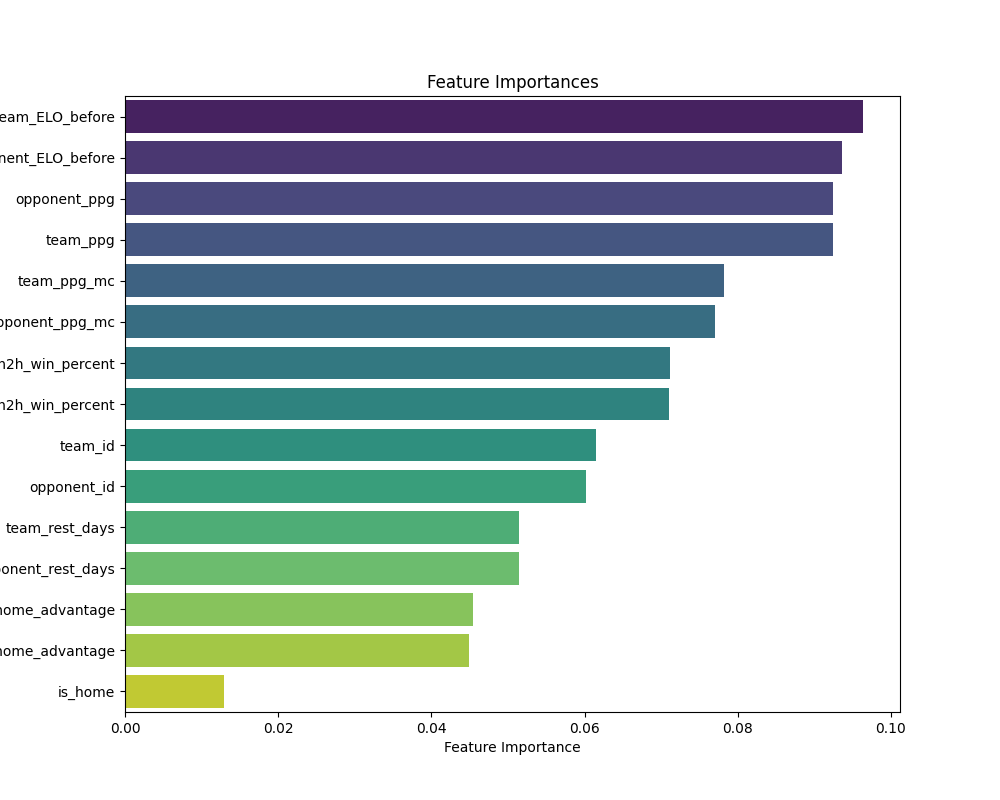 Feature Importances
eam_ELO_before
nent_ELO_before
opponent_ppg
team_ppg
team_ppg_mc
pponent_ppg_mc
h2h_win_percent
h2h_win_percent
team_id
opponent_id
team_rest_days
ponent_rest_days
home_advantage
home_advantage
is_home
0.00 0.02 0.04 0.06 0.08 0.10
Feature Importance